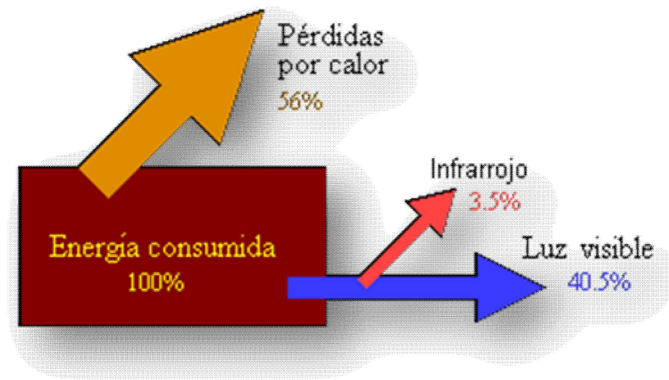 Pérdidas
por calor
56%
Infrarrojo
3.5%
Energía consumida
100%
Luz visible
40.5%